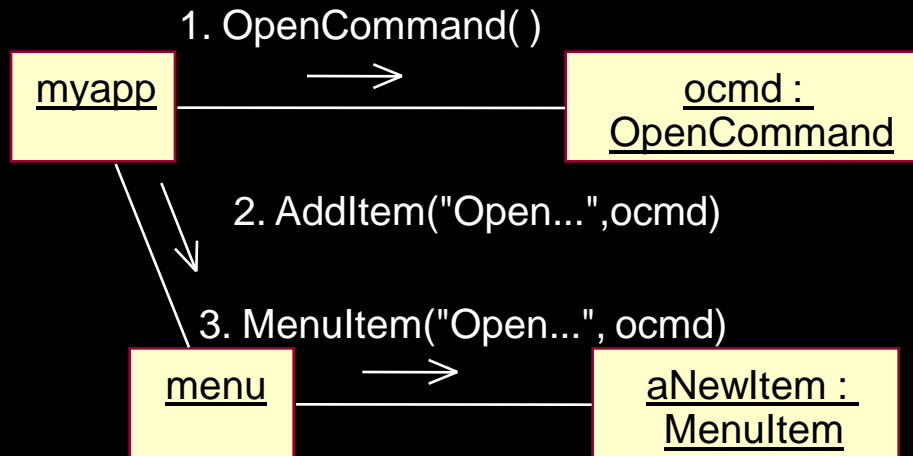 1. OpenCommand( )
myapp
ocmd :
OpenCommand
2. AddItem("Open...",ocmd)
3. MenuItem("Open...", ocmd)
menu
aNewItem :
MenuItem